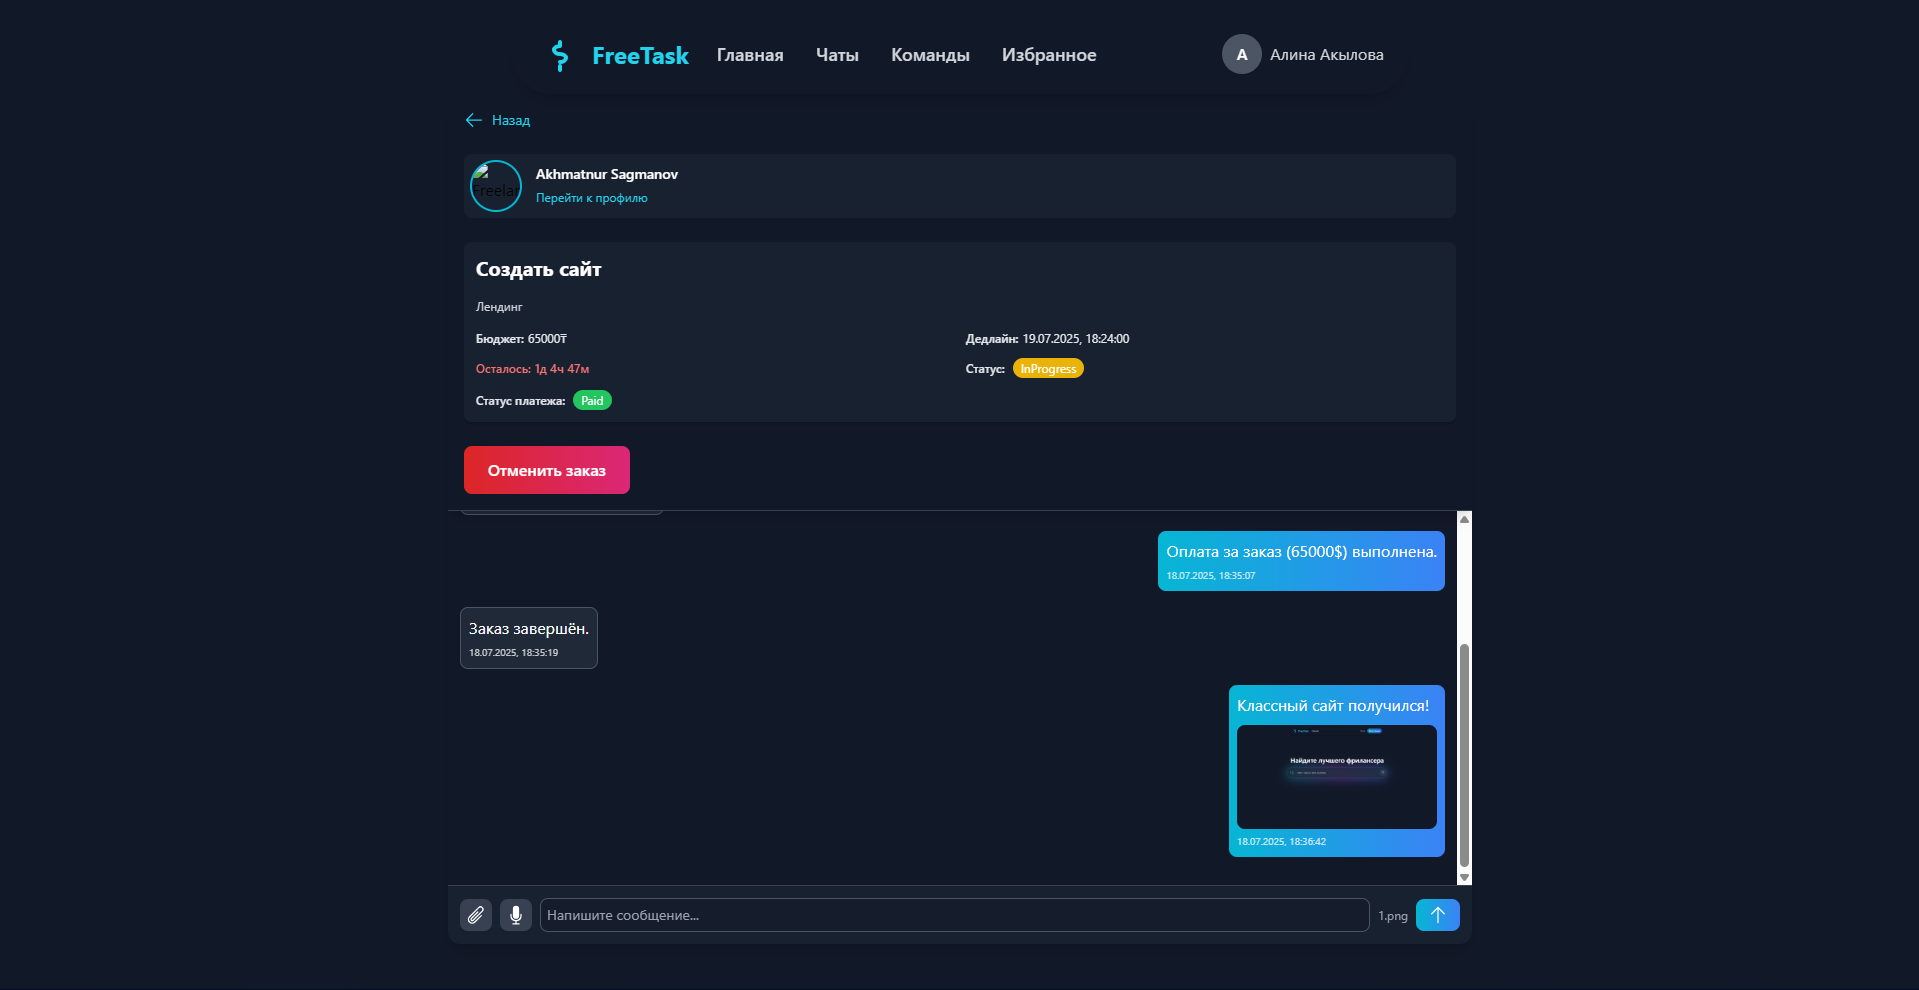 FreeTask Главная Чаты Команды Избранное A Алина Акылова
Назад
Akhmatnur Sagmanov
Перейти к профилю
Создать сайт
Лендинг
Бюджет: 65000₸ Дедлайн: 19.07.2025, 18:24:00
Осталось: 1д 4ч 47м Статус: InProgress
Статус платежа: Paid
Отменить заказ
Оплата за заказ (65000$) выполнена.
18.07.2025, 18:35:07
Заказ завершён.
18.07.2025, 18:35:19
Классный сайт получился!
Найдите лучшего фрилансера
18.07.2025, 18:36:42
Напишите сообщение... 1.png